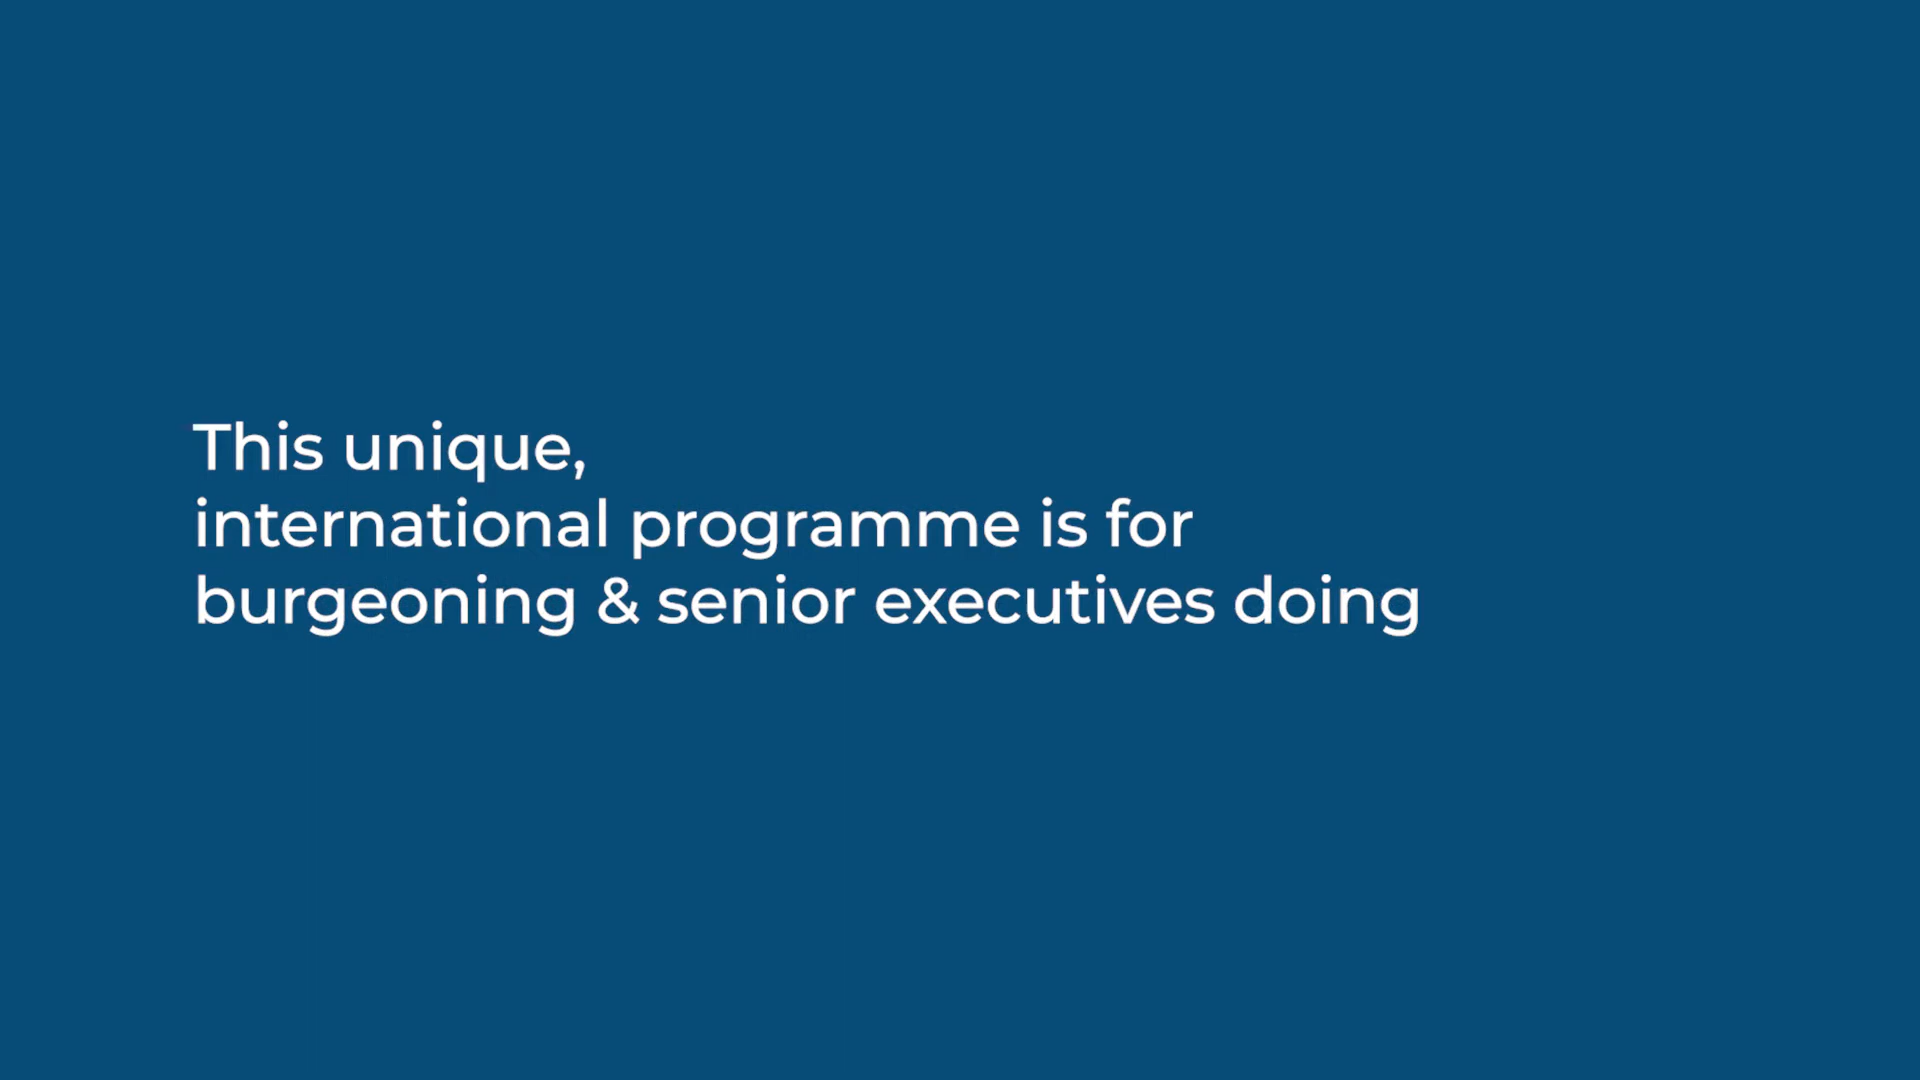 This unique,
international programme is for
burgeoning & senior executives doing